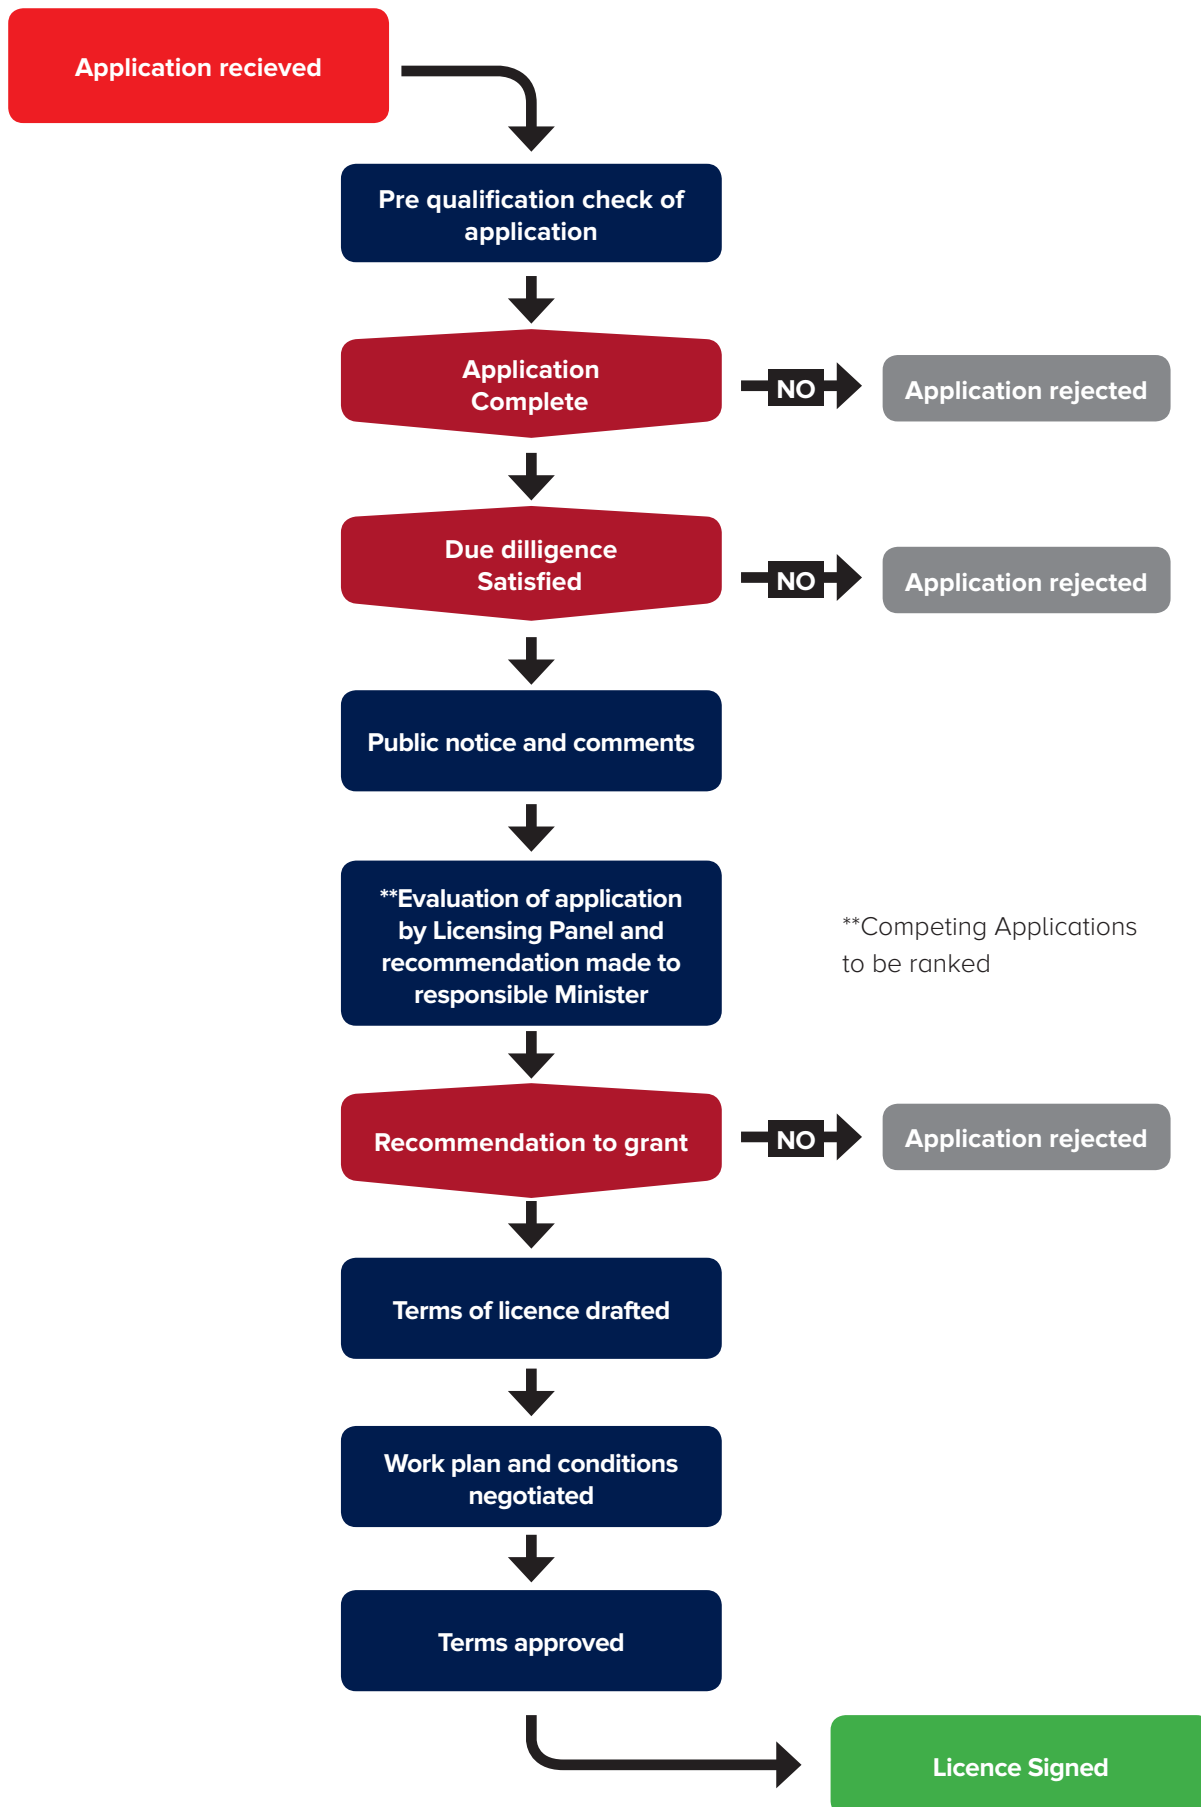 Application recieved
Pre qualification check of
application
Application
Complete
NO
Application rejected
Due dilligence
Satisfied
NO
Application rejected
Public notice and comments
**Evaluation of application
by Licensing Panel and
recommendation made to
responsible Minister
**Competing Applications
to be ranked
Recommendation to grant
NO
Application rejected
Terms of licence drafted
Work plan and conditions
negotiated
Terms approved
Licence Signed